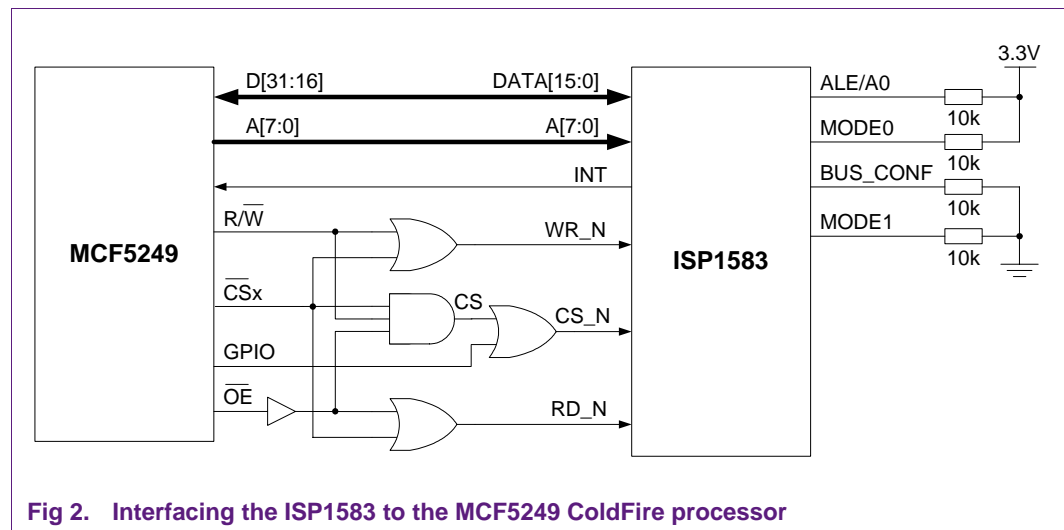 3.3V
D[31:16] DATA[15:0] ALE/A0
10k
A[7:0] A[7:0] MODE0
10k
INT BUS_CONF
10k
R/W̅ WR_N MODE1
10k
MCF5249 ISP1583
C̅S̅x CS CS_N
GPIO
O̅E̅ RD_N
Fig 2. Interfacing the ISP1583 to the MCF5249 ColdFire processor